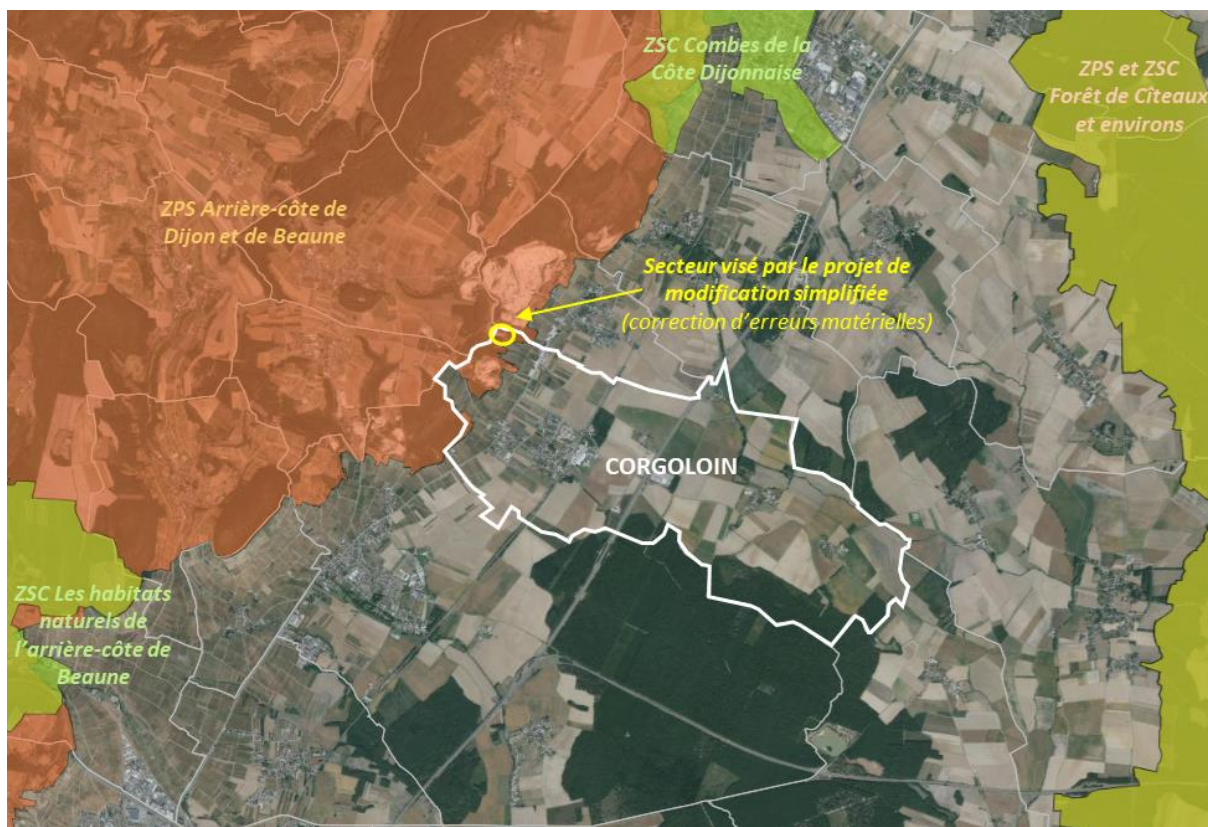 ZSC Combes de la
Côte Dijonnaise
ZPS et ZSC
Forêt de Cîteaux
et environs
ZPS Arrière-côte de
Dijon et de Beaune
Secteur visé par le projet de
modification simplifiée
(correction d'erreurs matérielles)
CORGOLOIN
ZSC Les habitats
naturels de
l'arrière-côte de
Beaune